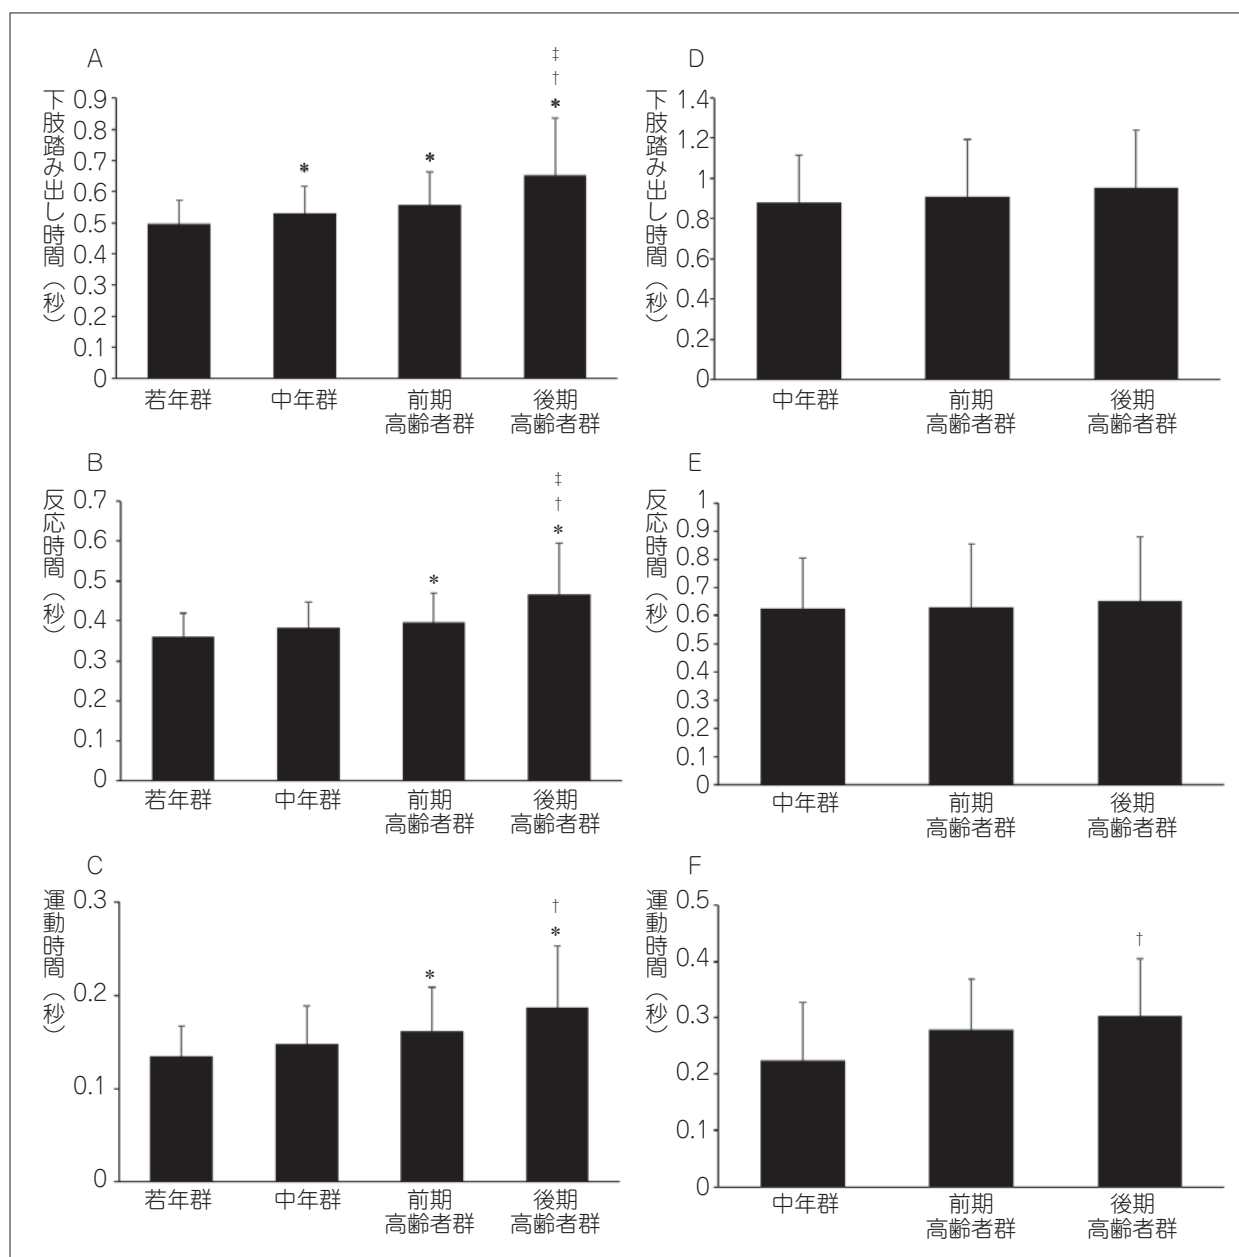 A
下肢踏み出し時間（秒）
0.9
0.8
0.7
0.6
0.5
0.4
0.3
0.2
0.1
0
*
*
‡
†
*
若年群
中年群
前期
高齢者群
後期
高齢者群
D
下肢踏み出し時間（秒）
1.4
1.2
1
0.8
0.6
0.4
0.2
0
中年群
前期
高齢者群
後期
高齢者群
B
反応時間（秒）
0.7
0.6
0.5
0.4
0.3
0.2
0.1
0
*
‡
†
*
若年群
中年群
前期
高齢者群
後期
高齢者群
E
反応時間（秒）
1
0.9
0.8
0.7
0.6
0.5
0.4
0.3
0.2
0.1
0
中年群
前期
高齢者群
後期
高齢者群
C
運動時間（秒）
0.3
0.2
0.1
0
*
†
*
若年群
中年群
前期
高齢者群
後期
高齢者群
F
運動時間（秒）
0.5
0.4
0.3
0.2
0.1
0
†
中年群
前期
高齢者群
後期
高齢者群